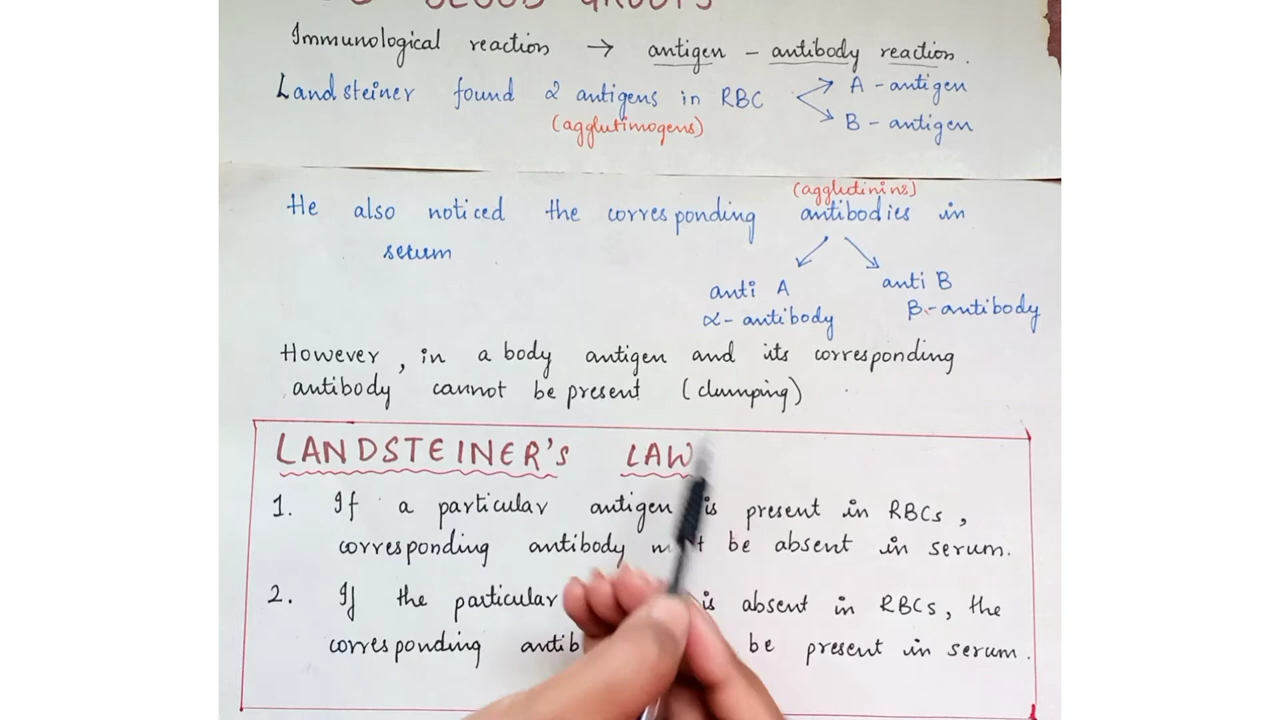 BLOOD GROUPS
Immunological reaction → antigen – antibody reaction.
Landsteiner found 2 antigens in RBC
A - antigen
B - antigen
(agglutimogens)
(agglutinins)
He also noticed the corresponding antibodies in
serum
anti A
α- antibody
anti B
β-antibody
However, in a body antigen and its corresponding
antibody cannot be present (clumping)
LANDSTEINER's LAW
1. If a particular antigen is present in RBCs,
corresponding antibody be absent in serum.
2. If the particular is absent in RBCs, the
corresponding be present in serum.